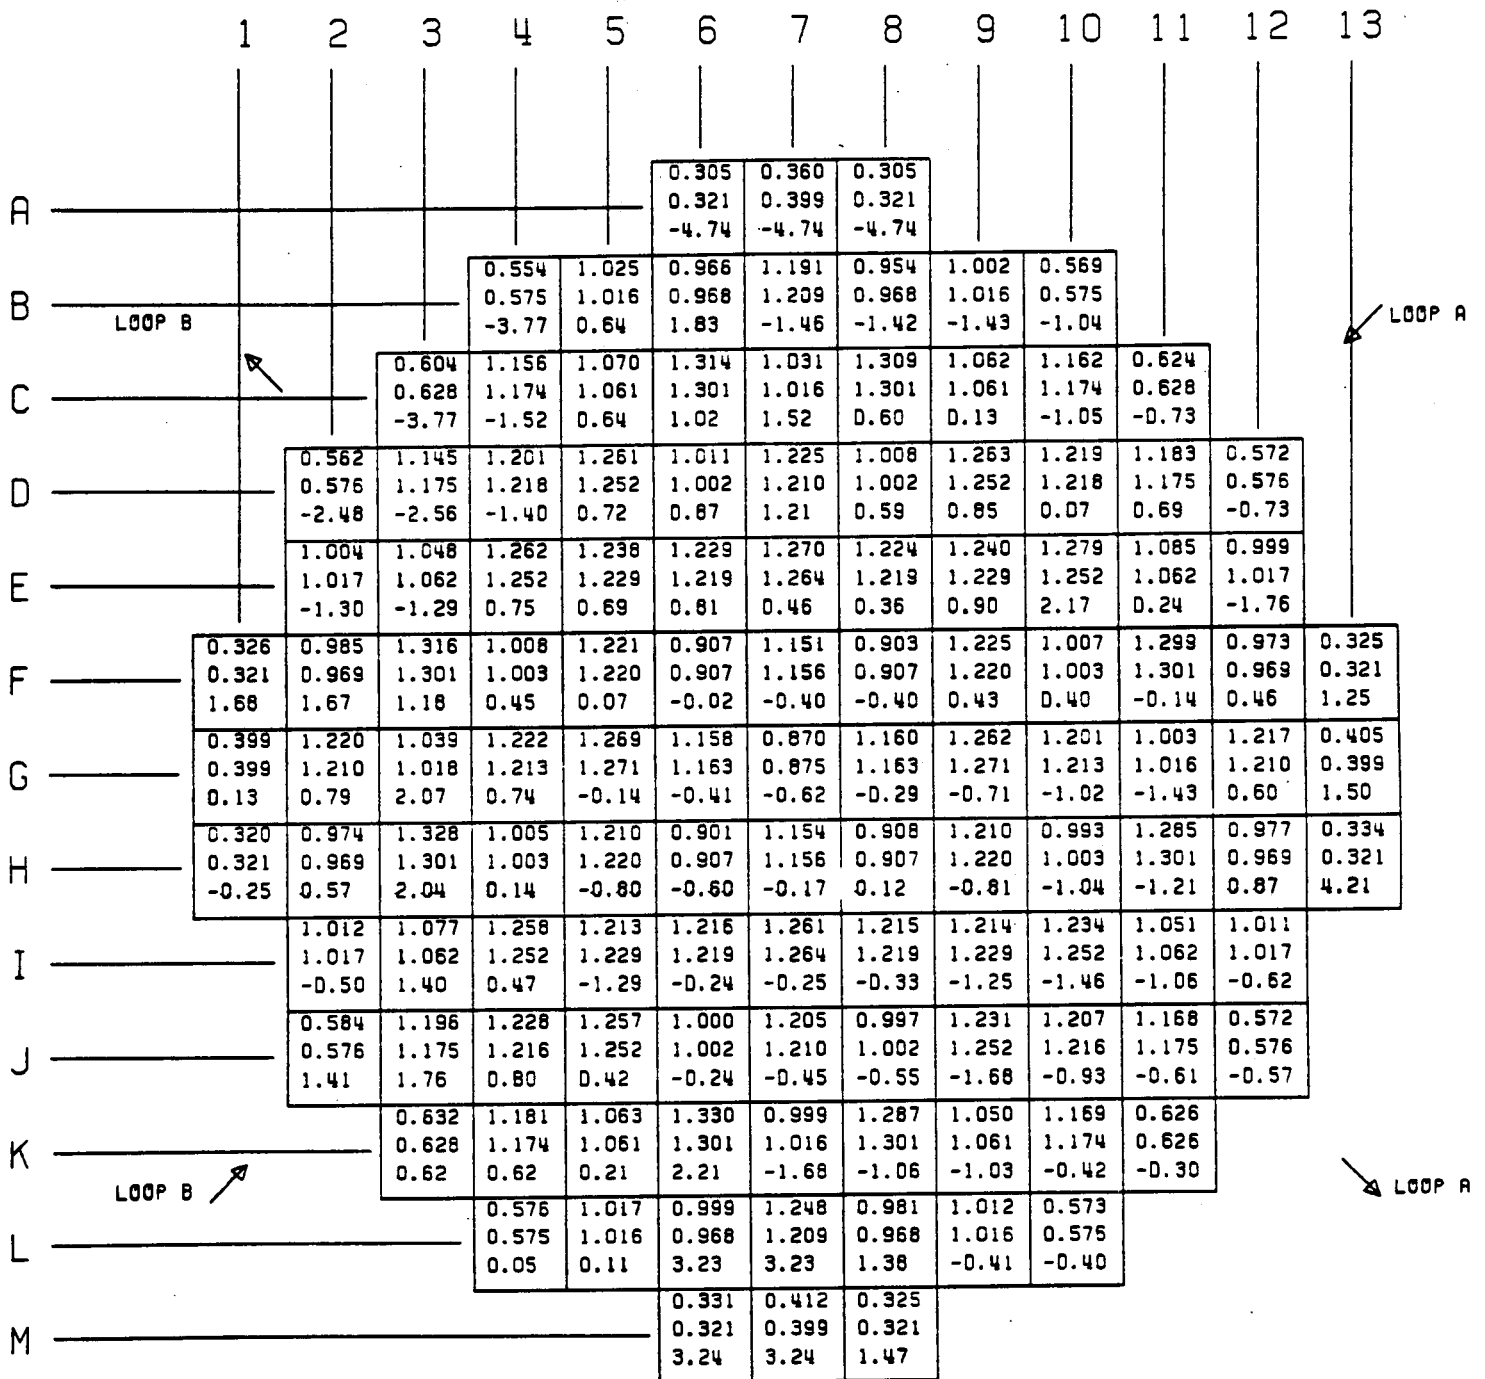 1 2 3 4 5 6 7 8 9 10 11 12 13
0.305 0.360 0.305
A 0.321 0.399 0.321
-4.74 -4.74 -4.74
0.554 1.025 0.966 1.191 0.954 1.002 0.569
B 0.575 1.016 0.968 1.209 0.968 1.016 0.575
LOOP B -3.77 0.64 1.83 -1.46 -1.42 -1.43 -1.04 LOOP A
0.604 1.156 1.070 1.314 1.031 1.309 1.062 1.162 0.624
C 0.628 1.174 1.061 1.301 1.016 1.301 1.061 1.174 0.628
-3.77 -1.52 0.64 1.02 1.52 0.60 0.13 -1.05 -0.73
0.562 1.145 1.201 1.261 1.011 1.225 1.008 1.263 1.219 1.183 0.572
D 0.576 1.175 1.218 1.252 1.002 1.210 1.002 1.252 1.218 1.175 0.576
-2.48 -2.56 -1.40 0.72 0.87 1.21 0.59 0.85 0.07 0.69 -0.73
1.004 1.048 1.262 1.238 1.229 1.270 1.224 1.240 1.279 1.085 0.999
E 1.017 1.062 1.252 1.229 1.219 1.264 1.219 1.229 1.252 1.062 1.017
-1.30 -1.29 0.75 0.69 0.81 0.46 0.36 0.90 2.17 0.24 -1.76
0.326 0.985 1.316 1.008 1.221 0.907 1.151 0.903 1.225 1.007 1.299 0.973 0.325
F 0.321 0.969 1.301 1.003 1.220 0.907 1.156 0.907 1.220 1.003 1.301 0.969 0.321
1.68 1.67 1.18 0.45 0.07 -0.02 -0.40 -0.40 0.43 0.40 -0.14 0.46 1.25
0.399 1.220 1.039 1.222 1.269 1.158 0.870 1.160 1.262 1.201 1.003 1.217 0.405
G 0.399 1.210 1.018 1.213 1.271 1.163 0.875 1.163 1.271 1.213 1.016 1.210 0.399
0.13 0.79 2.07 0.74 -0.14 -0.41 -0.62 -0.29 -0.71 -1.02 -1.43 0.60 1.50
0.320 0.974 1.328 1.005 1.210 0.901 1.154 0.908 1.210 0.993 1.285 0.977 0.334
H 0.321 0.969 1.301 1.003 1.220 0.907 1.156 0.907 1.220 1.003 1.301 0.969 0.321
-0.25 0.57 2.04 0.14 -0.80 -0.60 -0.17 0.12 -0.81 -1.04 -1.21 0.87 4.21
1.012 1.077 1.258 1.213 1.216 1.261 1.215 1.214 1.234 1.051 1.011
I 1.017 1.062 1.252 1.229 1.219 1.264 1.219 1.229 1.252 1.062 1.017
-0.50 1.40 0.47 -1.29 -0.24 -0.25 -0.33 -1.25 -1.46 -1.06 -0.62
0.584 1.196 1.228 1.257 1.000 1.205 0.997 1.231 1.207 1.168 0.572
J 0.576 1.175 1.216 1.252 1.002 1.210 1.002 1.252 1.216 1.175 0.576
1.41 1.76 0.80 0.42 -0.24 -0.45 -0.55 -1.68 -0.93 -0.61 -0.57
0.632 1.181 1.063 1.330 0.999 1.287 1.050 1.169 0.626
K 0.628 1.174 1.061 1.301 1.016 1.301 1.061 1.174 0.626
0.62 0.62 0.21 2.21 -1.68 -1.06 -1.03 -0.42 -0.30
LOOP B LOOP A
0.576 1.017 0.999 1.248 0.981 1.012 0.573
L 0.575 1.016 0.968 1.209 0.968 1.016 0.575
0.05 0.11 3.23 3.23 1.38 -0.41 -0.40
0.331 0.412 0.325
M 0.321 0.399 0.321
3.24 3.24 1.47